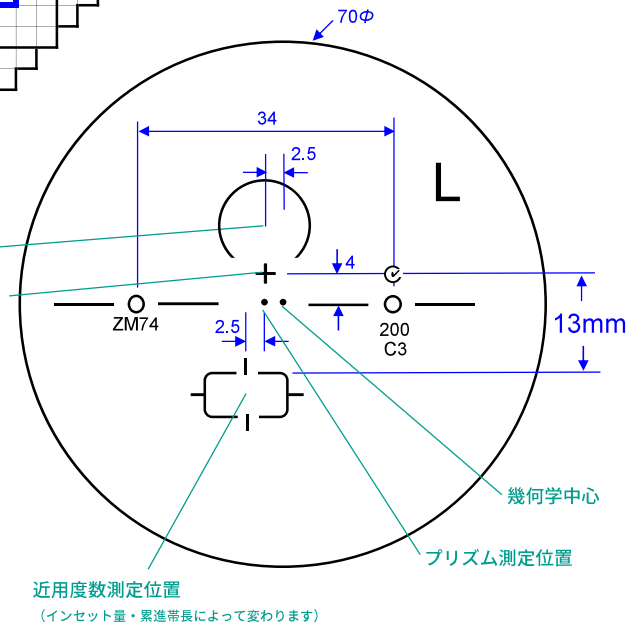 70Φ
34
2.5
L
4
ZM74
2.5
200
C3
13mm
幾何学中心
プリズム測定位置
近用度数測定位置
（インセット量・累進帯長によって変わります）